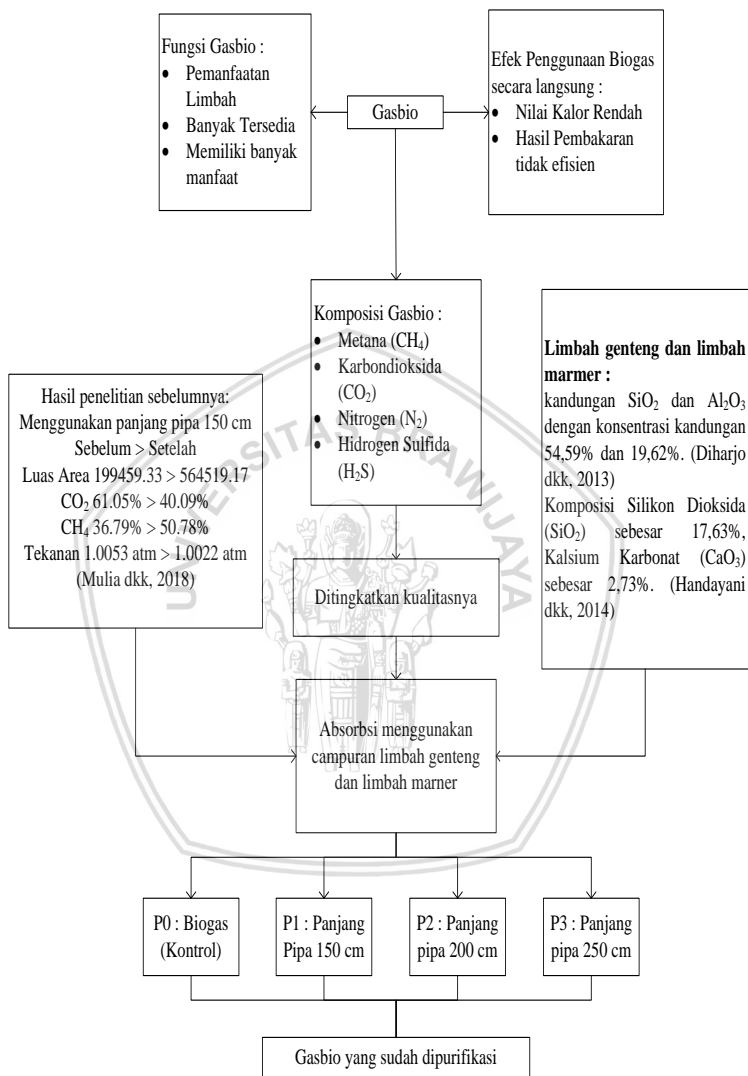 Fungsi Gasbio :
• Pemanfaatan
Limbah
• Banyak Tersedia
• Memiliki banyak
manfaat
Gasbio
Efek Penggunaan Biogas
secara langsung :
• Nilai Kalor Rendah
• Hasil Pembakaran
tidak efisien
Komposisi Gasbio :
• Metana (CH₄)
• Karbondioksida
(CO₂)
• Nitrogen (N₂)
• Hidrogen Sulfida
(H₂S)
Hasil penelitian sebelumnya:
Menggunakan panjang pipa 150 cm
Sebelum > Setelah
Luas Area 199459.33 > 564519.17
CO₂ 61.05% > 40.09%
CH₄ 36.79% > 50.78%
Tekanan 1.0053 atm > 1.0022 atm
(Mulia dkk, 2018)
Limbah genteng dan limbah
marmer :
kandungan SiO₂ dan Al₂O₃
dengan konsentrasi kandungan
54,59% dan 19,62%. (Diharjo
dkk, 2013)
Komposisi Silikon Dioksida
(SiO₂) sebesar 17,63%,
Kalsium Karbonat (CaO₃)
sebesar 2,73%. (Handayani
dkk, 2014)
Ditingkatkan kualitasnya
Absorbsi menggunakan
campuran limbah genteng
dan limbah marner
P0 : Biogas
(Kontrol)
P1 : Panjang
Pipa 150 cm
P2 : Panjang
pipa 200 cm
P3 : Panjang
pipa 250 cm
Gasbio yang sudah dipurifikasi
UNIVERSITAS BRAWIJAYA